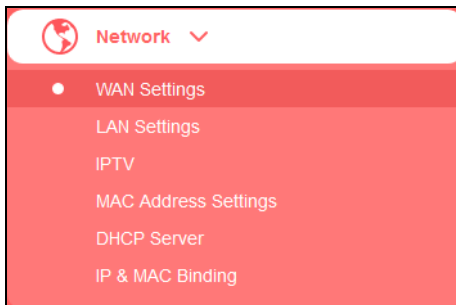 Network
WAN Settings
LAN Settings
IPTV
MAC Address Settings
DHCP Server
IP & MAC Binding